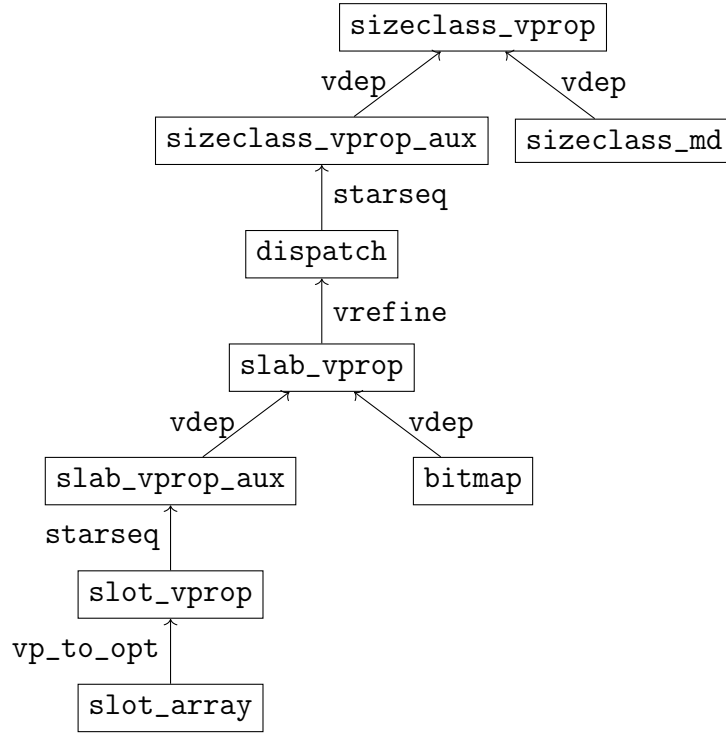 sizeclass_vprop
vdep
vdep
sizeclass_vprop_aux
sizeclass_md
starseq
dispatch
vrefine
slab_vprop
vdep
vdep
slab_vprop_aux
bitmap
starseq
slot_vprop
vp_to_opt
slot_array